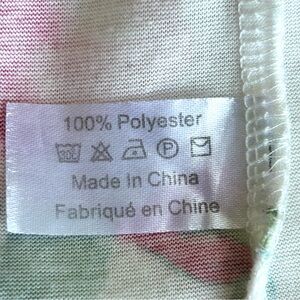 100% Polyester
Made In China
Fabriqué en Chine